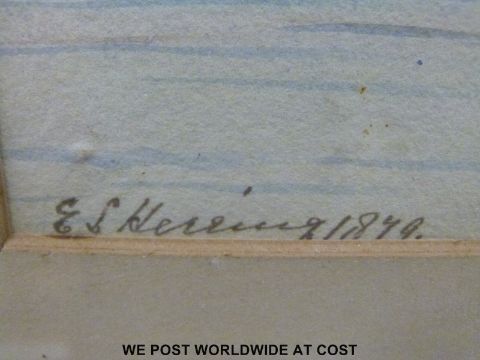 E S Herring 1879.
WE POST WORLDWIDE AT COST